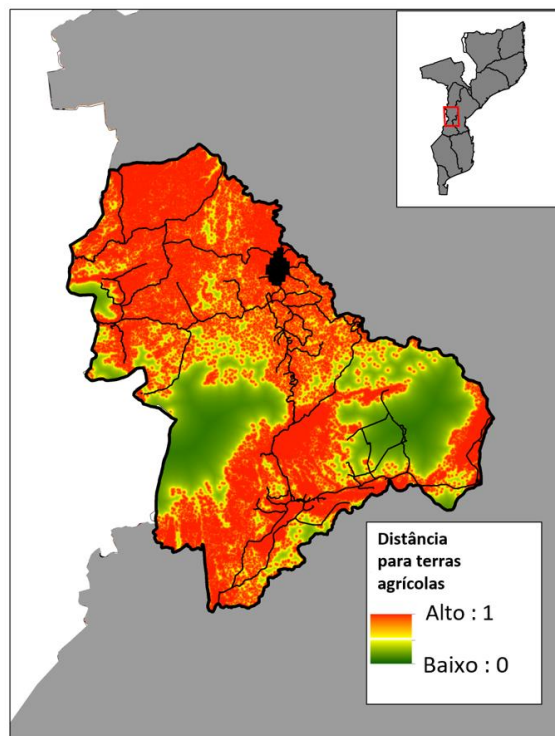 Distância
para terras
agrícolas
Alto : 1
Baixo : 0